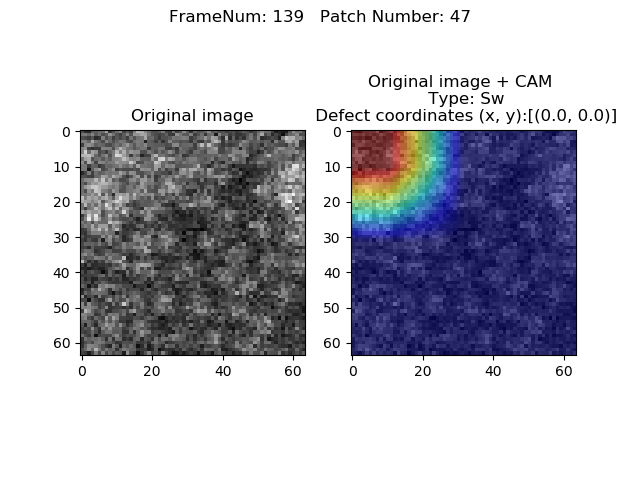 FrameNum: 139   Patch Number: 47
Original image
0
10
20
30
40
50
60
0 20 40 60
Original image + CAM
Type: Sw
Defect coordinates (x, y):[(0.0, 0.0)]
0
10
20
30
40
50
60
0 20 40 60